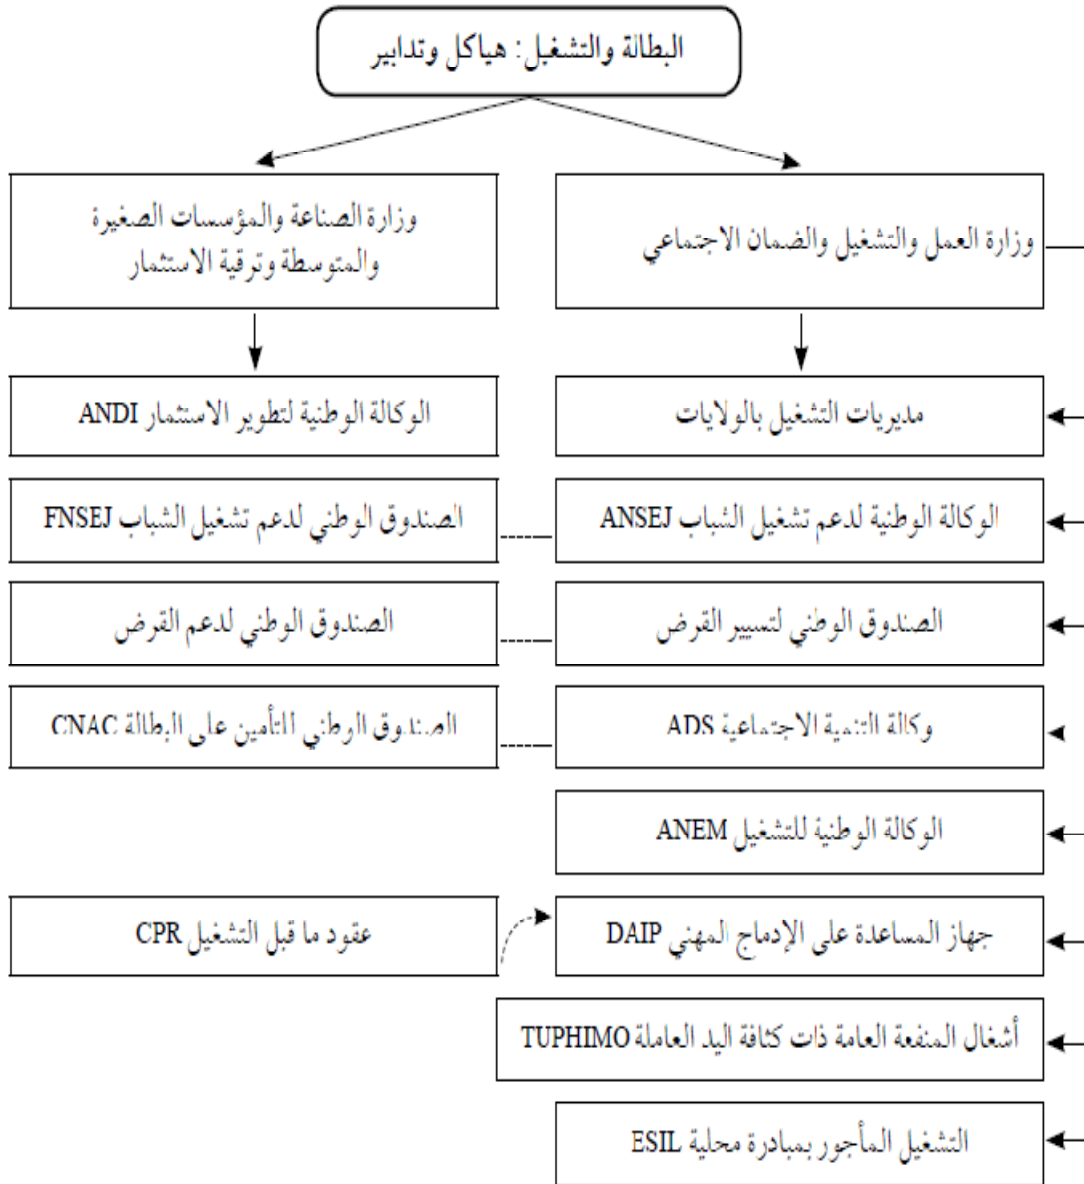 البطالة والتشغيل: هياكل وتدابير
وزارة العمل والتشغيل والضمان الاجتماعي
وزارة الصناعة والمؤسسات الصغيرة
والمتوسطة وترقية الاستثمار
مديريات التشغيل بالولايات
الوكالة الوطنية لتطوير الاستثمار ANDI
الوكالة الوطنية لدعم تشغيل الشباب ANSEJ
الصندوق الوطني لدعم تشغيل الشباب FNSEJ
الصندوق الوطني لتسيير القرض
الصندوق الوطني لدعم القرض
وكالة التنمية الاجتماعية ADS
الصندوق الوطني للتأمين على البطالة CNAC
الوكالة الوطنية للتشغيل ANEM
جهاز المساعدة على الإدماج المهني DAIP
عقود ما قبل التشغيل CPR
أشغال المنفعة العامة ذات كثافة اليد العاملة TUPHIMO
التشغيل المأجور بمبادرة محلية ESIL